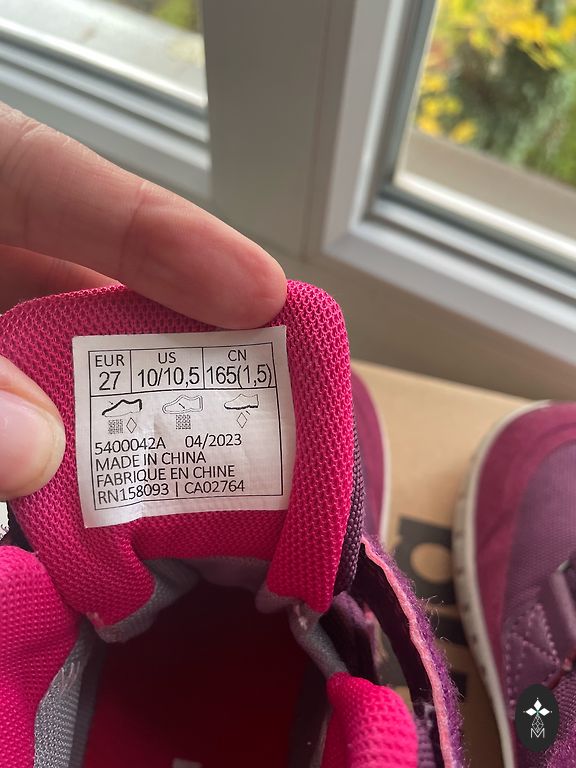 EUR US CN
27 10/10,5 165(1,5)
5400042A 04/2023
MADE IN CHINA
FABRIQUE EN CHINE
RN158093 | CA02764
M